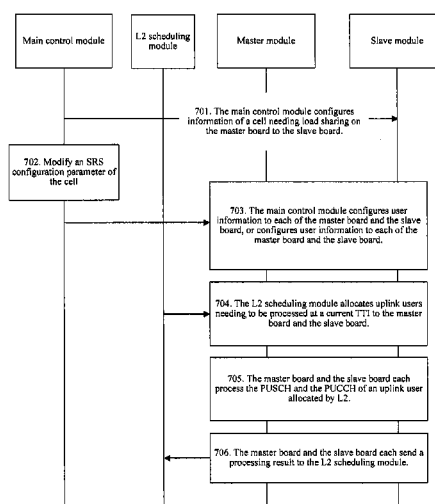 Main control module
L2 scheduling
module
Master module
Slave module
701. The main control module configures
information of a cell needing load sharing on
the master board to the slave board.
702. Modify an SRS
configuration parameter of
the cell
703. The main control module configures user
information to each of the master board and the slave
board, or configures user information to each of the
master board and the slave board.
704. The L2 scheduling module allocates uplink users
needing to be processed at a current TTI to the master
board and the slave board.
705. The master board and the slave board each
process the PUSCH and the PUCCH of an uplink user
allocated by L2.
706. The master board and the slave board each send a
processing result to the L2 scheduling module.